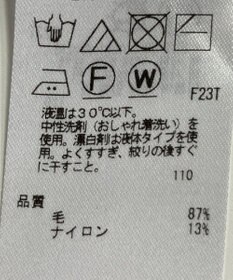 F W F23T
液温は30℃以下。
中性洗剤（おしゃれ着洗い）を
使用。漂白剤は液体タイプを使
用。よくすすぎ、絞りの後すぐ
に干すこと。
110
品質
毛 87%
ナイロン 13%